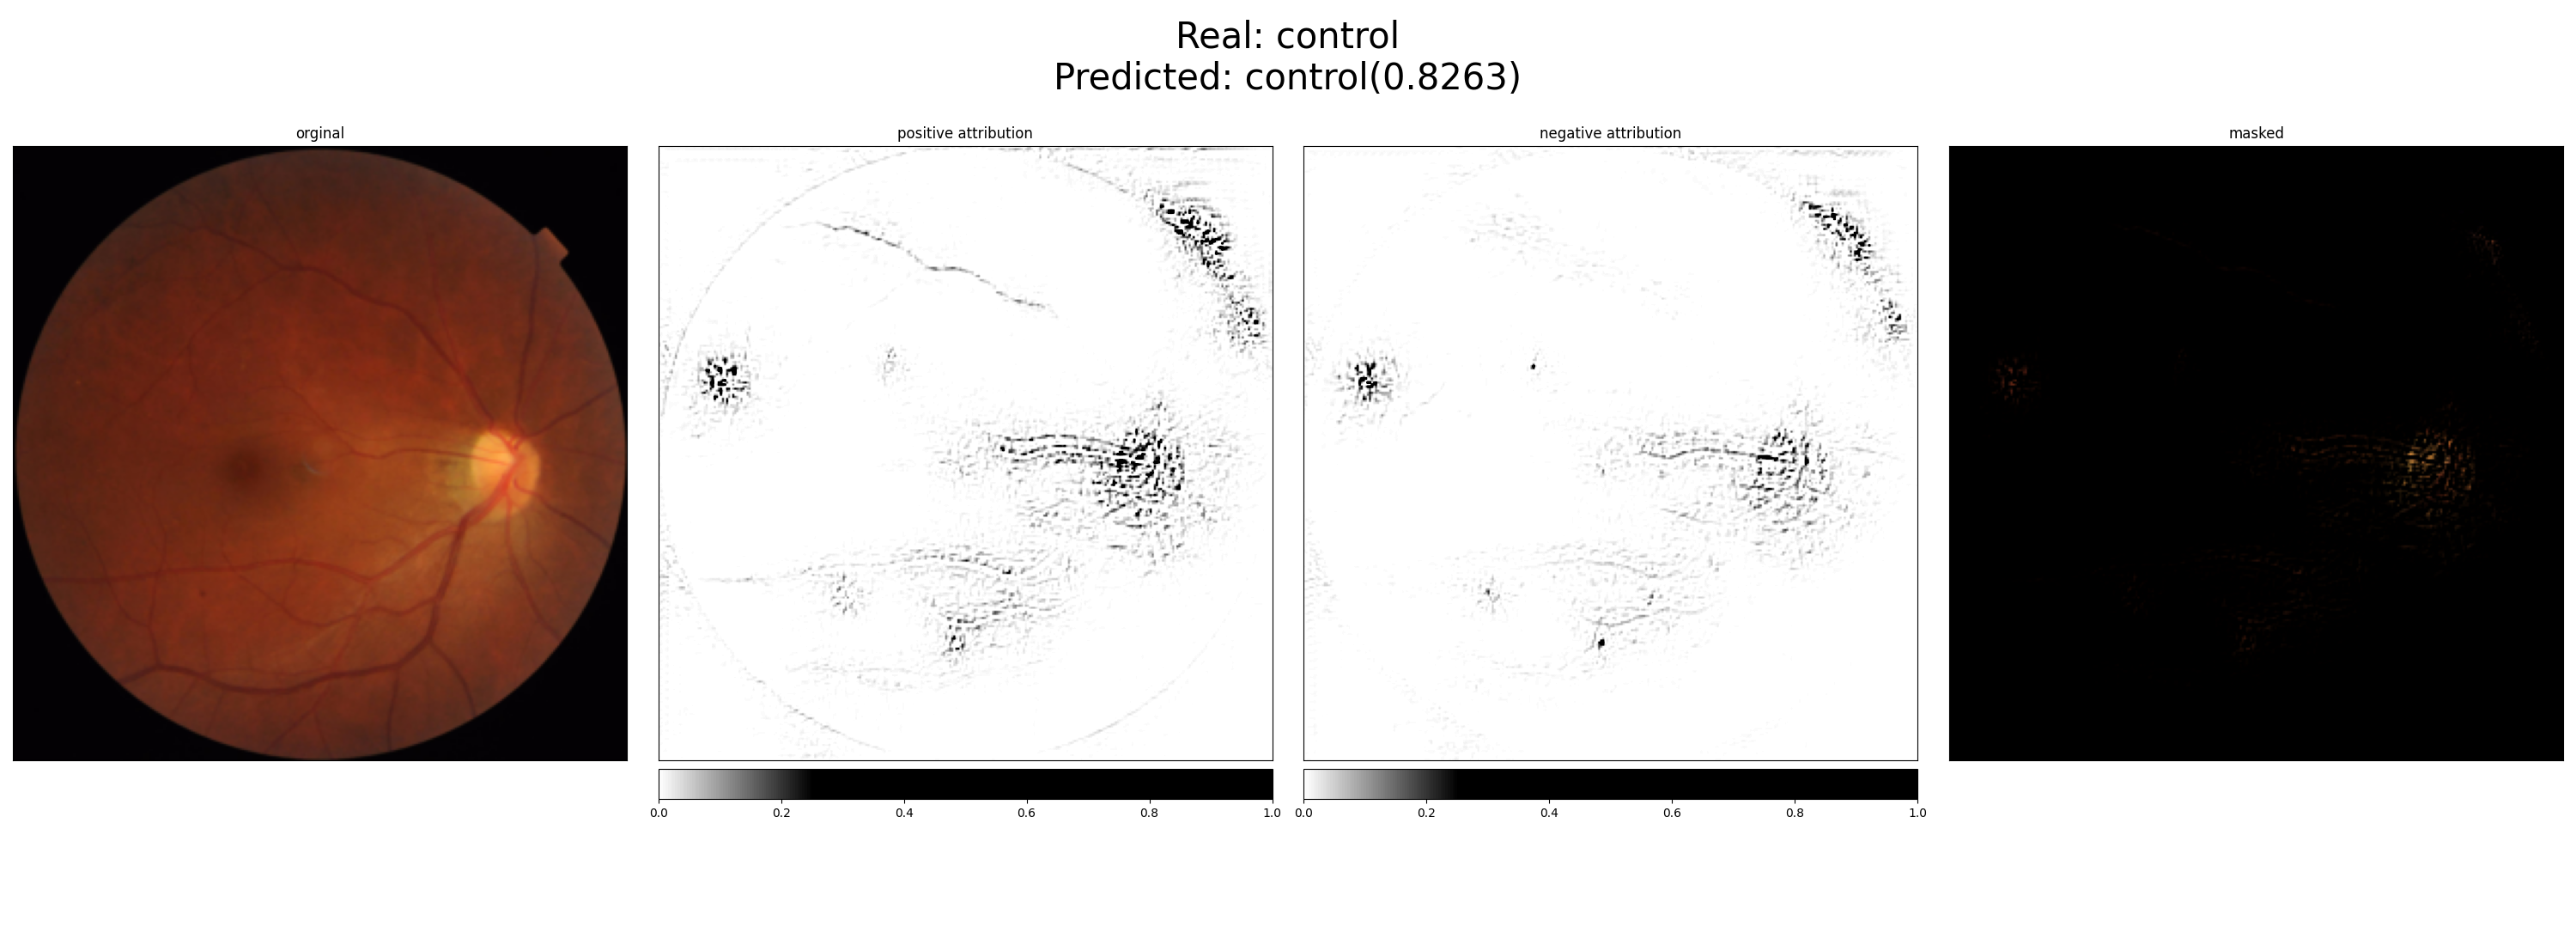 Real: control
Predicted: control(0.8263)
orginal
positive attribution
negative attribution
masked
0.0 0.2 0.4 0.6 0.8 1.0
0.0 0.2 0.4 0.6 0.8 1.0